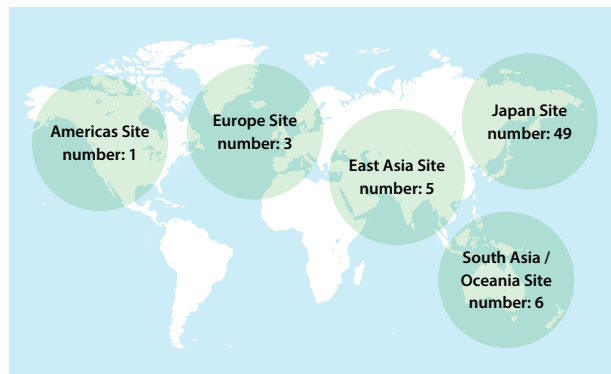 Americas Site
number: 1
Europe Site
number: 3
East Asia Site
number: 5
Japan Site
number: 49
South Asia /
Oceania Site
number: 6